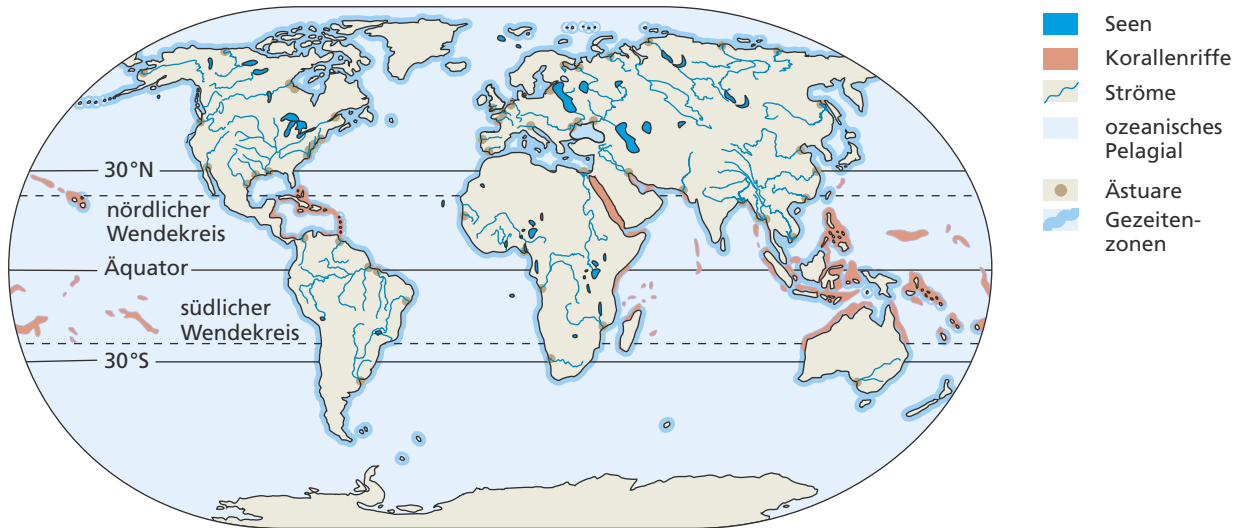 30°N
nördlicher
Wendekreis
Äquator
südlicher
Wendekreis
30°S
Seen
Korallenriffe
Ströme
ozeanisches
Pelagial
Ästuare
Gezeiten-
zonen